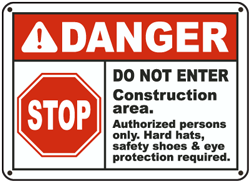 DANGER
STOP
DO NOT ENTER
Construction
area.
Authorized persons
only. Hard hats,
safety shoes & eye
protection required.